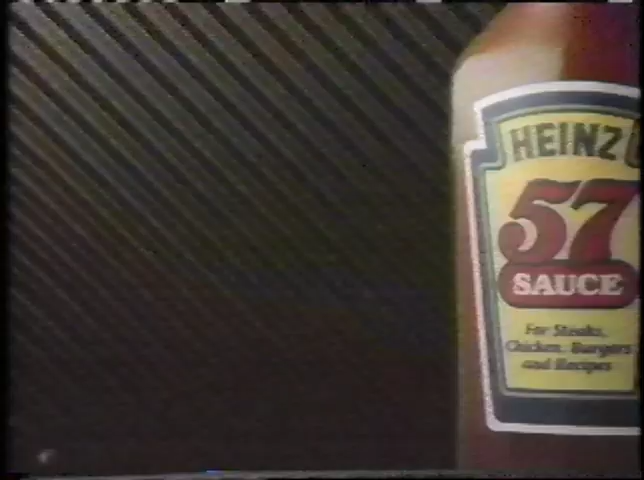 HEINZ
57
SAUCE
For Steaks,
Chicken, Burgers
and Recipes